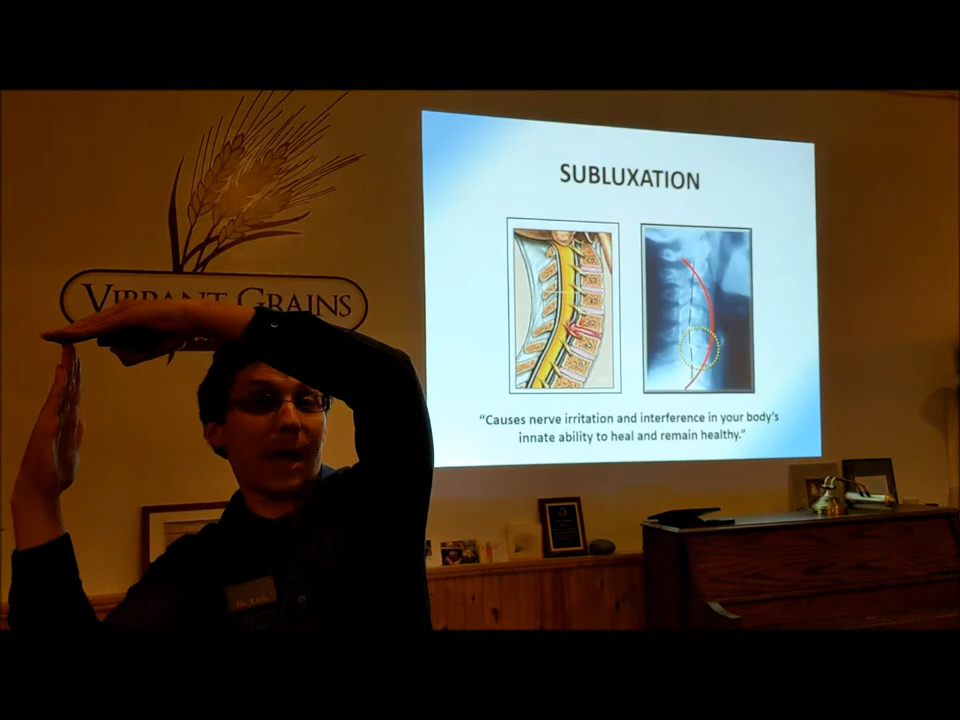 VIBRANT GRAINS
SUBLUXATION
"Causes nerve irritation and interference in your body's
innate ability to heal and remain healthy."